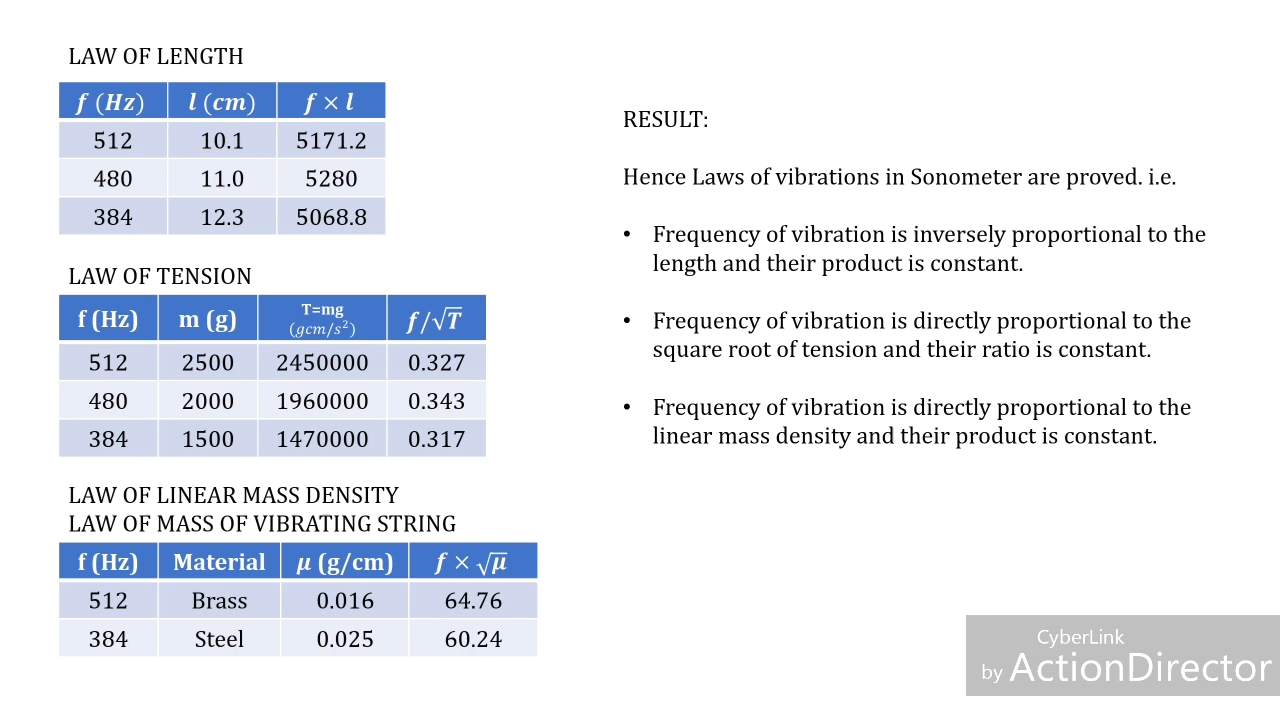 LAW OF LENGTH
f (Hz) l (cm) f × l
512 10.1 5171.2
480 11.0 5280
384 12.3 5068.8
LAW OF TENSION
f (Hz) m (g) T=mg (gcm/s²) f/√T
512 2500 2450000 0.327
480 2000 1960000 0.343
384 1500 1470000 0.317
LAW OF LINEAR MASS DENSITY
LAW OF MASS OF VIBRATING STRING
f (Hz) Material μ (g/cm) f × √μ
512 Brass 0.016 64.76
384 Steel 0.025 60.24
RESULT:
Hence Laws of vibrations in Sonometer are proved. i.e.
• Frequency of vibration is inversely proportional to the
length and their product is constant.
• Frequency of vibration is directly proportional to the
square root of tension and their ratio is constant.
• Frequency of vibration is directly proportional to the
linear mass density and their product is constant.
CyberLink
by ActionDirector